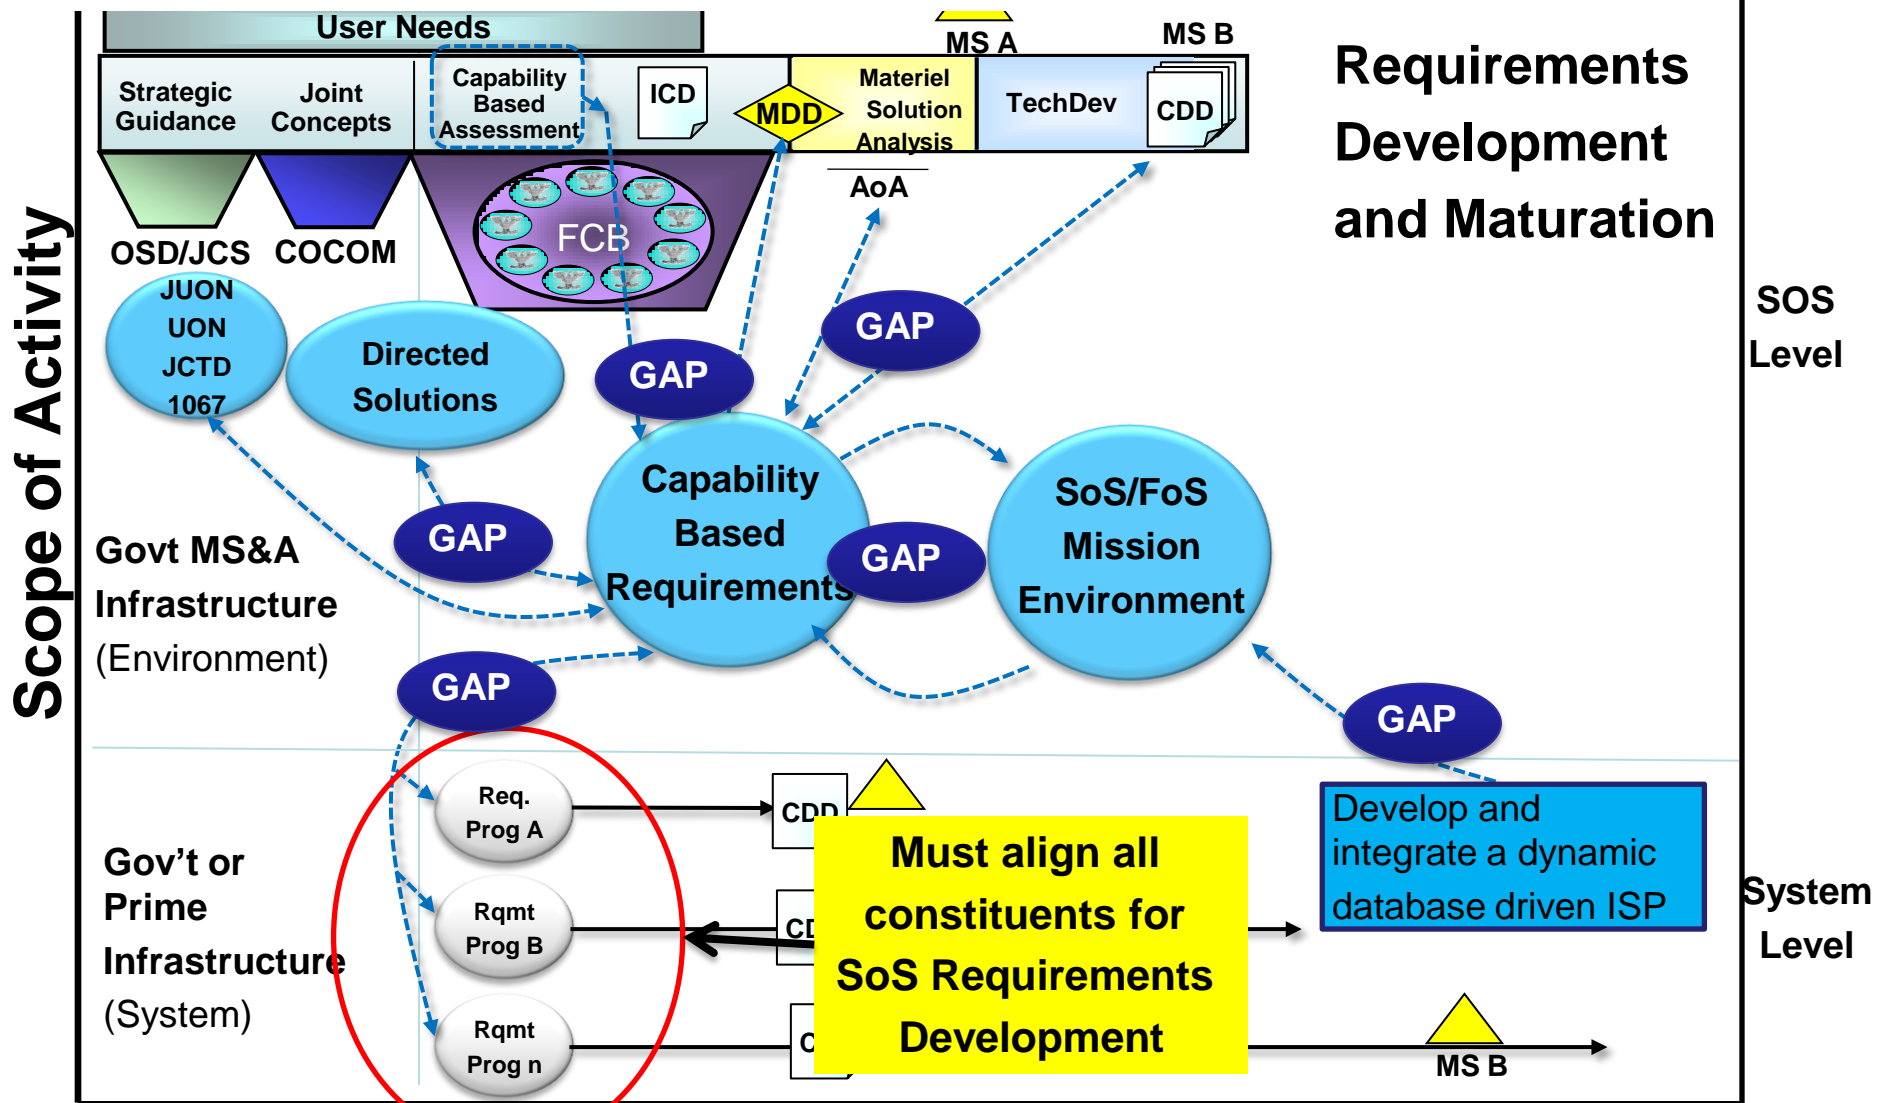 User Needs
MS A
MS B
Strategic
Guidance
Joint
Concepts
Capability
Based
Assessment
ICD
MDD
Materiel
Solution
Analysis
TechDev
CDD
Requirements
Development
and Maturation
AoA
FCB
OSD/JCS
COCOM
JUON
UON
JCTD
1067
Directed
Solutions
GAP
GAP
SOS
Level
Scope of Activity
Capability
Based
Requirements
SoS/FoS
Mission
Environment
GAP
GAP
Govt MS&A
Infrastructure
(Environment)
GAP
GAP
Req.
Prog A
CDD
Develop and
integrate a dynamic
database driven ISP
Gov't or
Prime
Infrastructure
(System)
Rqmt
Prog B
CD
Must align all
constituents for
SoS Requirements
Development
System
Level
Rqmt
Prog n
C
MS B